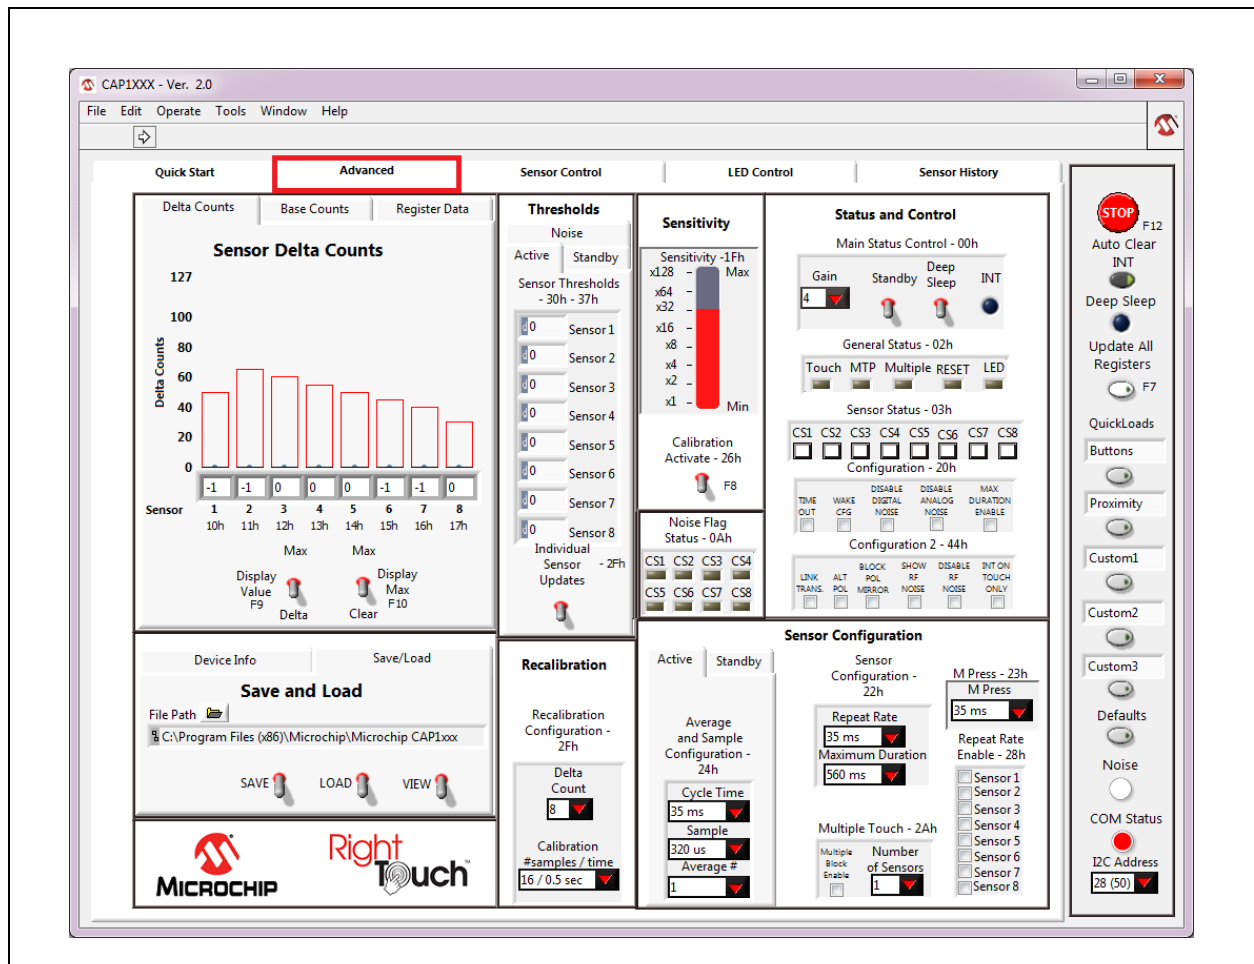 CAP1XXX - Ver. 2.0
File Edit Operate Tools Window Help
Quick Start Advanced Sensor Control LED Control Sensor History
Delta Counts Base Counts Register Data
Sensor Delta Counts
Delta Counts
127
100
80
60
40
20
0
-1 -1 0 0 0 -1 -1 0
Sensor 1 2 3 4 5 6 7 8
10h 11h 12h 13h 14h 15h 16h 17h
Max Max
Display Value F9
Display Max F10
Delta Clear
Thresholds
Noise
Active Standby
Sensor Thresholds
- 30h - 37h
d 0 Sensor 1
d 0 Sensor 2
d 0 Sensor 3
d 0 Sensor 4
d 0 Sensor 5
d 0 Sensor 6
d 0 Sensor 7
d 0 Sensor 8
Individual
Sensor - 2Fh
Updates
Sensitivity
Sensitivity -1Fh
x128 Max
x64
x32
x16
x8
x4
x2
x1 Min
Calibration
Activate - 26h
F8
Noise Flag
Status - 0Ah
CS1 CS2 CS3 CS4
CS5 CS6 CS7 CS8
Status and Control
Main Status Control - 00h
Gain Standby Deep Sleep INT
4
General Status - 02h
Touch MTP Multiple RESET LED
Sensor Status - 03h
CS1 CS2 CS3 CS4 CS5 CS6 CS7 CS8
Configuration - 20h
TIME OUT WAKE CFG DISABLE DIGITAL NOISE DISABLE ANALOG NOISE MAX DURATION ENABLE
Configuration 2 - 44h
LINK TRANS. ALT POL BLOCK POL MIRROR SHOW RF NOISE DISABLE RF NOISE INT ON TOUCH ONLY
Device Info Save/Load
Save and Load
File Path
C:\Program Files (x86)\Microchip\Microchip CAP1xxx
SAVE LOAD VIEW
MICROCHIP
Right Touch™
Recalibration
Recalibration
Configuration -
2Fh
Delta
Count
8
Calibration
#samples / time
16 / 0.5 sec
Sensor Configuration
Active Standby
Average
and Sample
Configuration -
24h
Cycle Time
35 ms
Sample
320 us
Average #
1
Sensor
Configuration -
22h
Repeat Rate
35 ms
Maximum Duration
560 ms
Multiple Touch - 2Ah
Multiple Block Enable
Number of Sensors
1
M Press - 23h
M Press
35 ms
Repeat Rate
Enable - 28h
Sensor 1
Sensor 2
Sensor 3
Sensor 4
Sensor 5
Sensor 6
Sensor 7
Sensor 8
STOP F12
Auto Clear
INT
Deep Sleep
Update All
Registers
F7
QuickLoads
Buttons
Proximity
Custom1
Custom2
Custom3
Defaults
Noise
COM Status
I2C Address
28 (50)